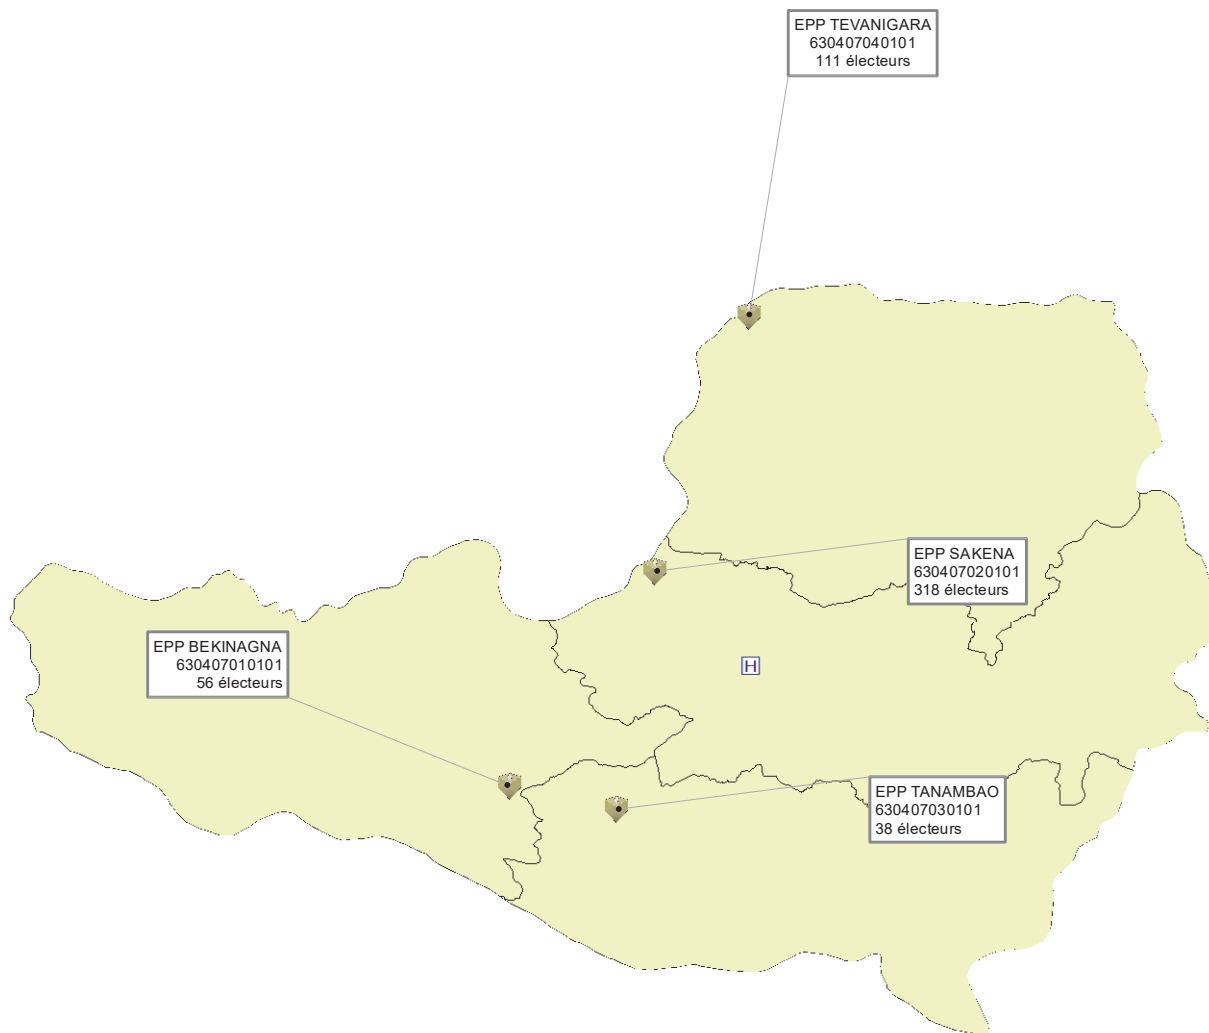 EPP TEVANIGARA
630407040101
111 électeurs
EPP SAKENA
630407020101
318 électeurs
EPP BEKINAGNA
630407010101
56 électeurs
H
EPP TANAMBAO
630407030101
38 électeurs